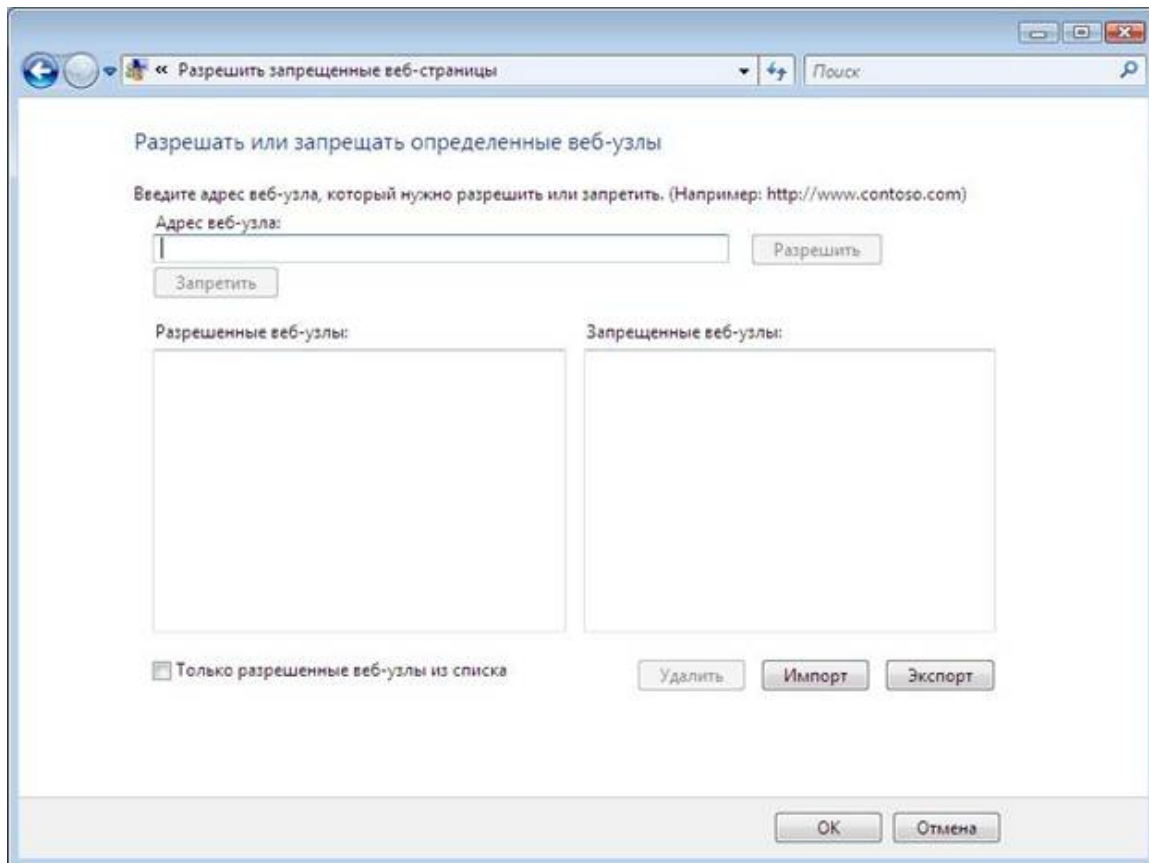 « Разрешить запрещенные веб-страницы
Поиск
Разрешать или запрещать определенные веб-узлы
Введите адрес веб-узла, который нужно разрешить или запретить. (Например: http://www.contoso.com)
Адрес веб-узла:
Разрешить
Запретить
Разрешенные веб-узлы:
Запрещенные веб-узлы:
Только разрешенные веб-узлы из списка
Удалить
Импорт
Экспорт
OK
Отмена